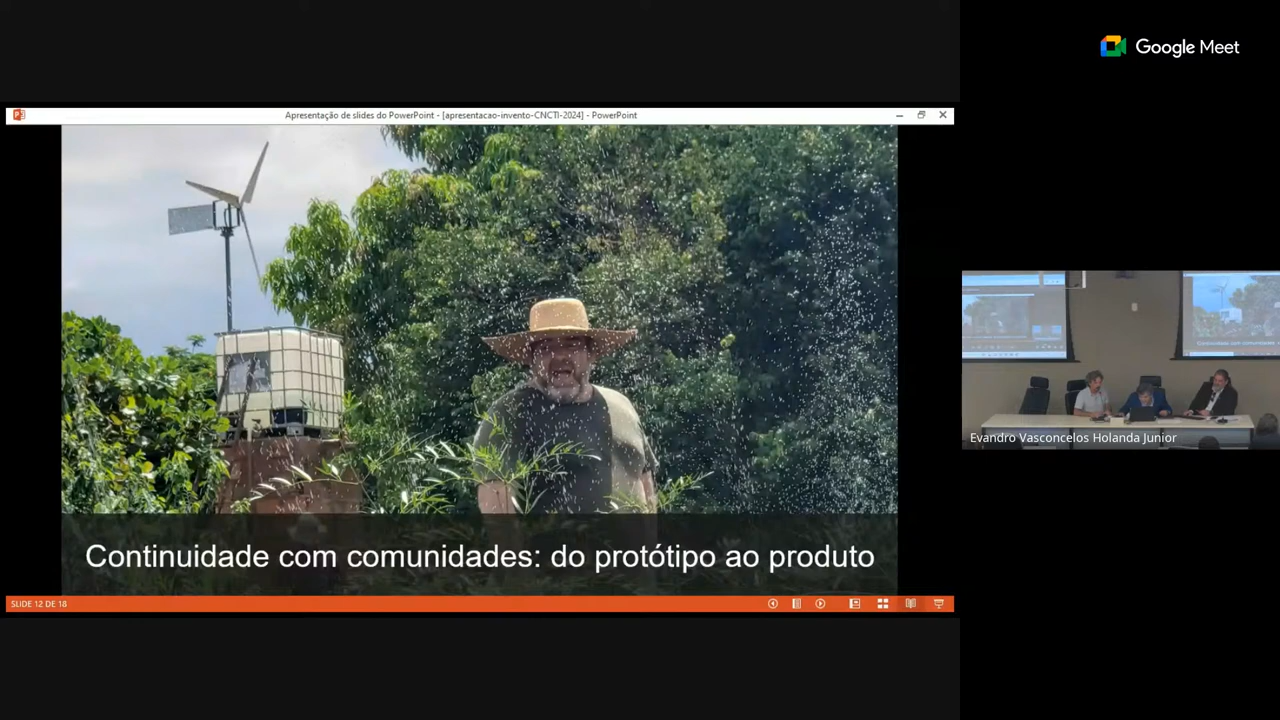 Google Meet
Apresentação de slides do PowerPoint - [apresentacao-invento-CNCTI-2024] - PowerPoint
Continuidade com comunidades: do protótipo ao produto
Evandro Vasconcelos Holanda Junior
SLIDE 12 DE 18